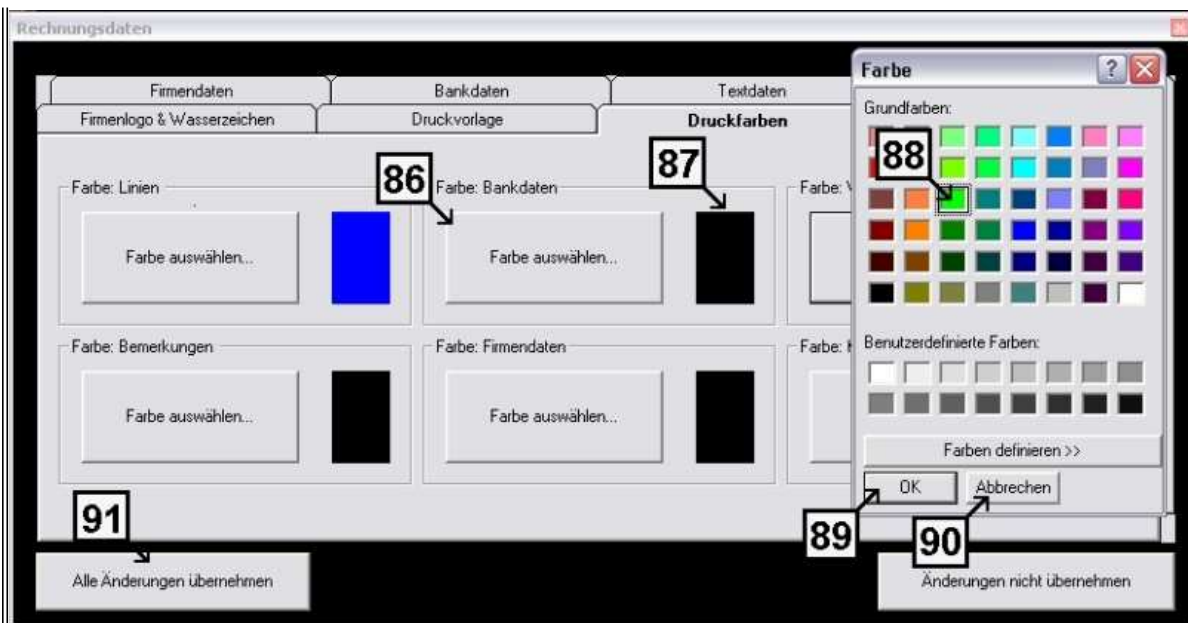 Rechnungsdaten
Farbe
Firmendaten Bankdaten Textdaten
Grundfarben:
Firmenlogo & Wasserzeichen Druckvorlage Druckfarben
86 87 88
Farbe: Linien Farbe: Bankdaten Farbe:
Farbe auswählen... Farbe auswählen...
Farbe: Bemerkungen Farbe: Firmendaten Farbe:
Benutzerdefinierte Farben:
Farbe auswählen... Farbe auswählen...
Farben definieren >>
OK Abbrechen
91 89 90
Alle Änderungen übernehmen Änderungen nicht übernehmen